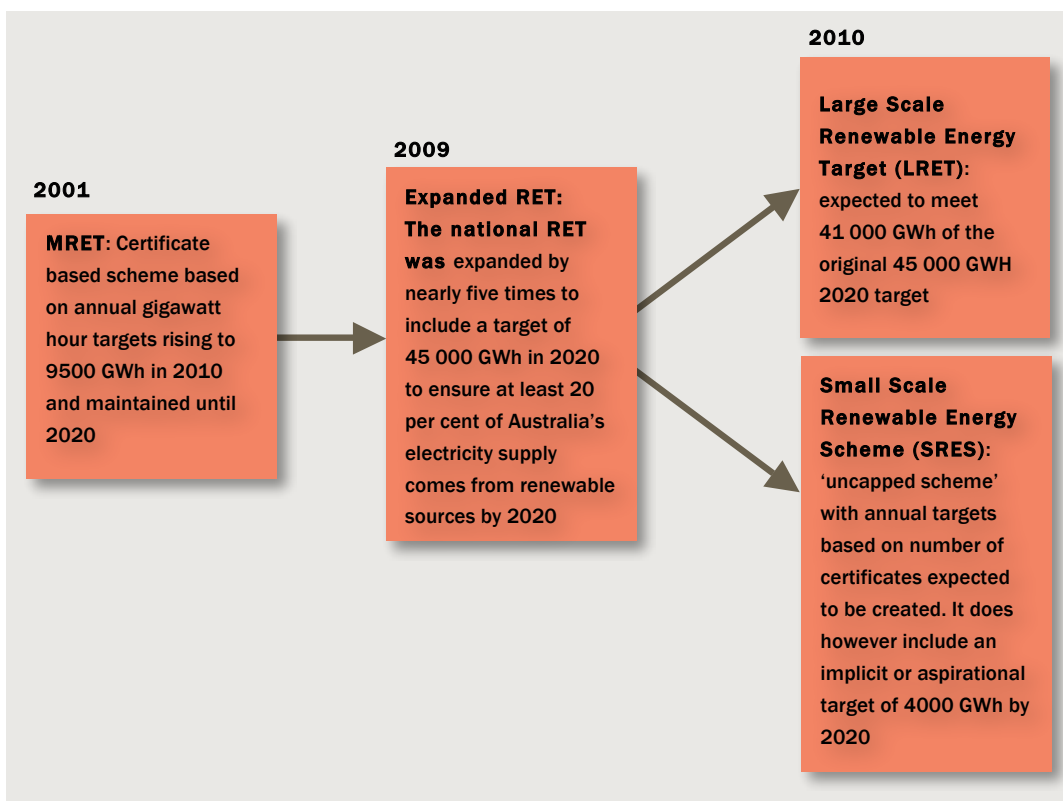 2001
MRET: Certificate
based scheme based
on annual gigawatt
hour targets rising to
9500 GWh in 2010
and maintained until
2020
2009
Expanded RET:
The national RET
was expanded by
nearly five times to
include a target of
45 000 GWh in 2020
to ensure at least 20
per cent of Australia’s
electricity supply
comes from renewable
sources by 2020
2010
Large Scale
Renewable Energy
Target (LRET):
expected to meet
41 000 GWh of the
original 45 000 GWH
2020 target
Small Scale
Renewable Energy
Scheme (SRES):
‘uncapped scheme’
with annual targets
based on number of
certificates expected
to be created. It does
however include an
implicit or aspirational
target of 4000 GWh by
2020